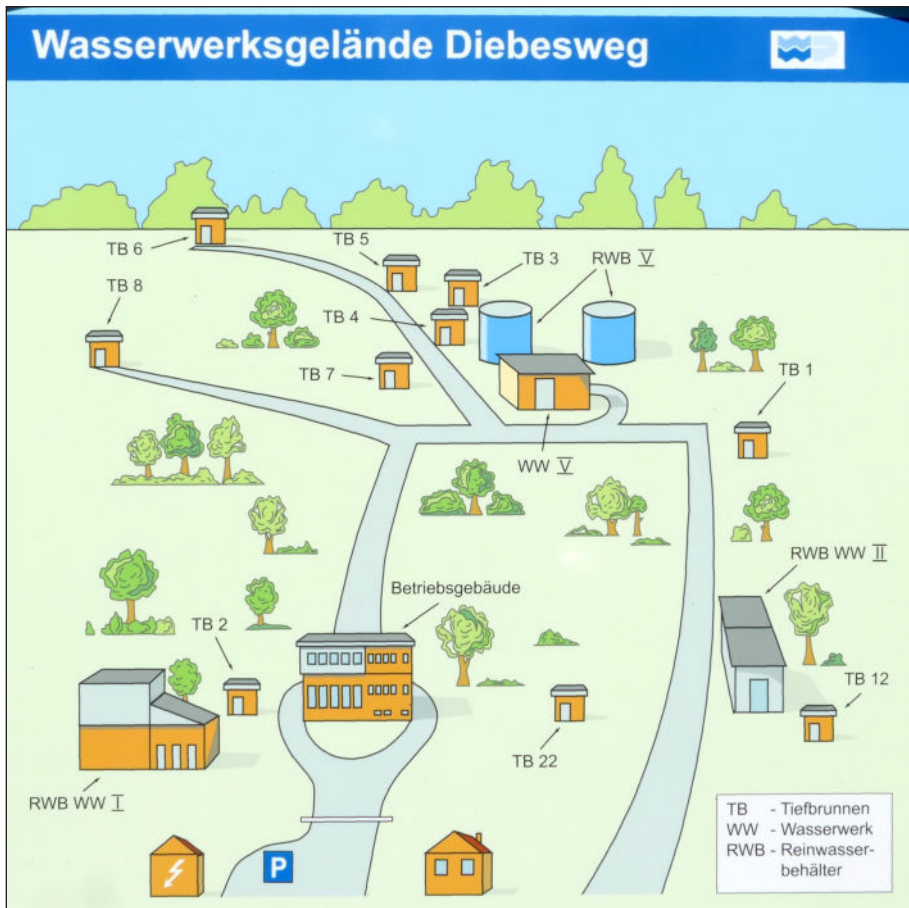 Wasserwerksgelände Diebesweg
TB 6
TB 5
TB 3
RWB V
TB 8
TB 4
TB 7
TB 1
WW V
RWB WW II
Betriebsgebäude
TB 2
TB 12
TB 22
RWB WW I
P
TB - Tiefbrunnen
WW - Wasserwerk
RWB - Reinwasser-
behälter